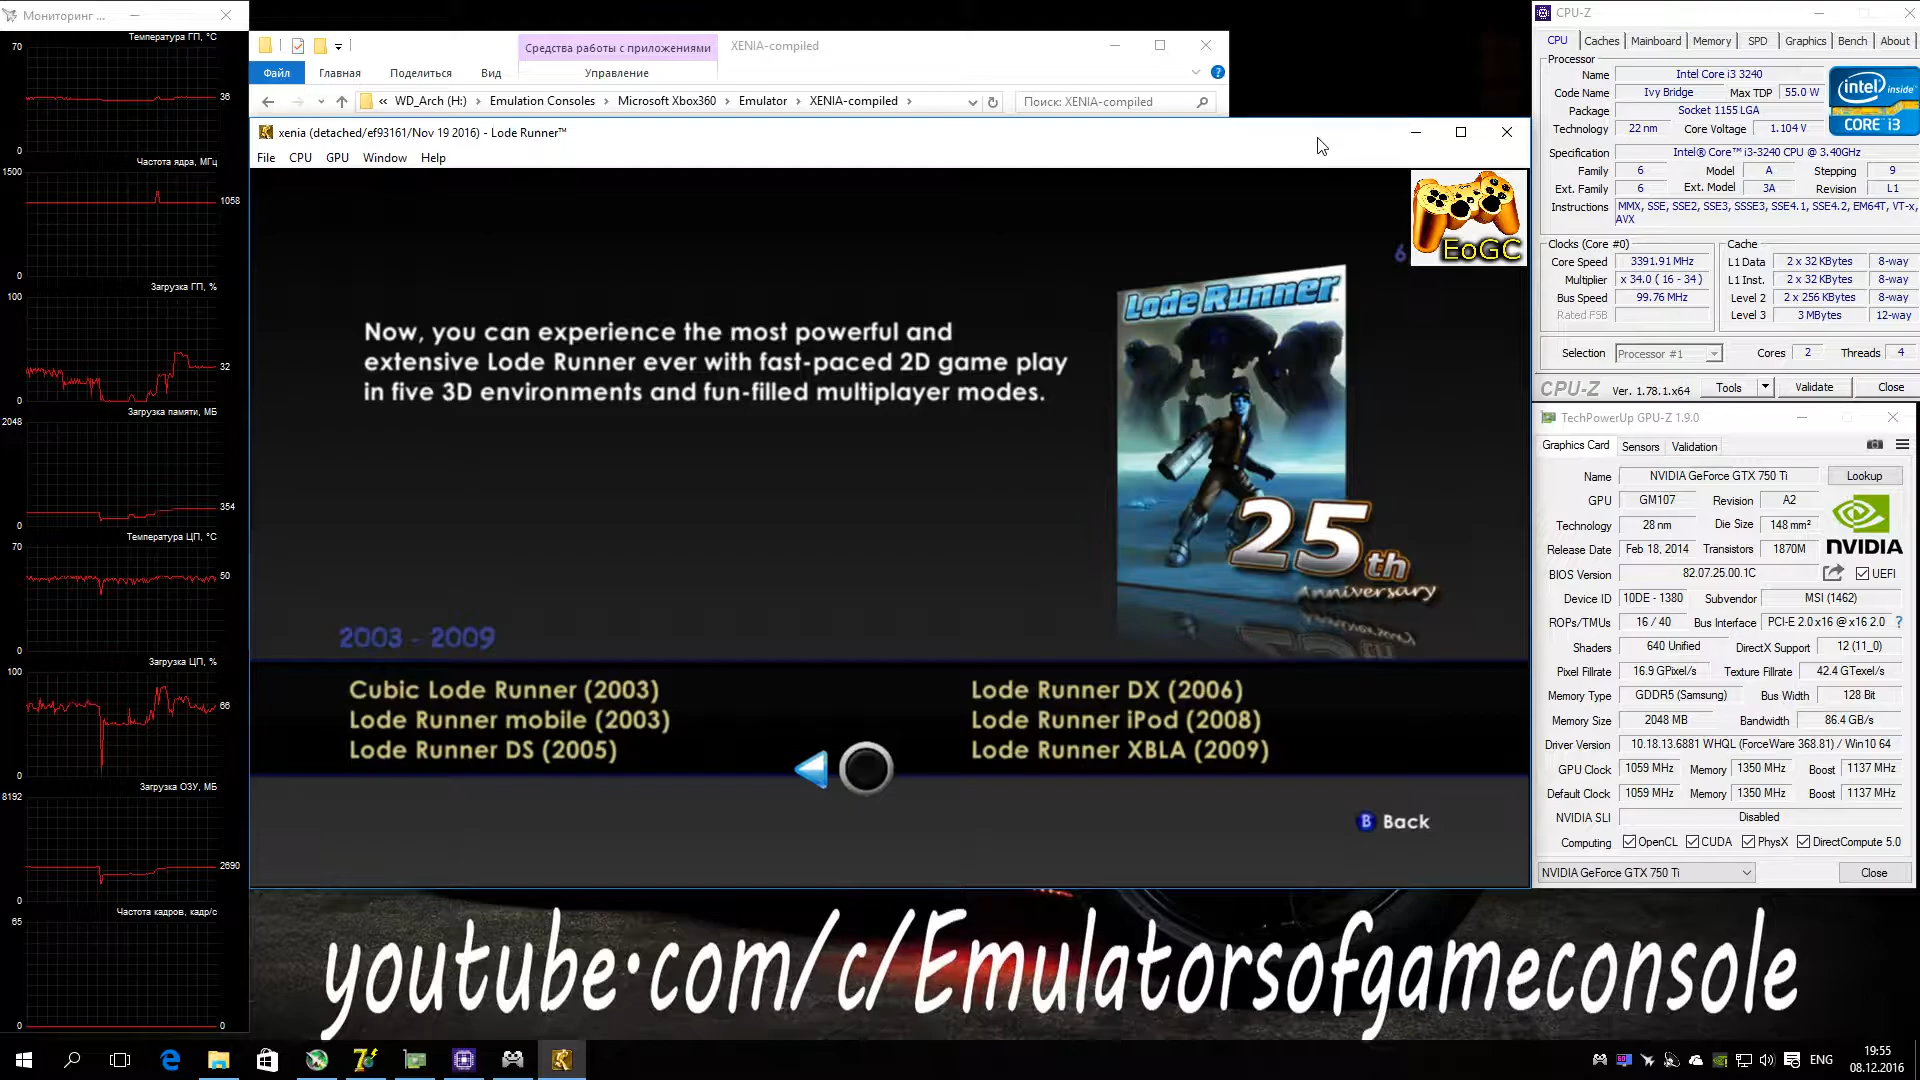 Мониторинг ...
Температура ГП, °C
70
36
0
Частота ядра, МГц
1500
1058
0
Загрузка ГП, %
100
32
0
Загрузка памяти, МБ
2048
354
0
Температура ЦП, °C
70
50
0
Загрузка ЦП, %
100
66
0
Загрузка ОЗУ, МБ
8192
2690
0
Частота кадров, кадр/с
65
0
0
Средства работы с приложениями
XENIA-compiled
Файл
Главная
Поделиться
Вид
Управление
« WD_Arch (H:) › Emulation Consoles › Microsoft Xbox360 › Emulator › XENIA-compiled ›
Поиск: XENIA-compiled
xenia (detached/ef93161/Nov 19 2016) - Lode Runner™
File CPU GPU Window Help
EoGC
6
Now, you can experience the most powerful and
extensive Lode Runner ever with fast-paced 2D game play
in five 3D environments and fun-filled multiplayer modes.
Lode Runner
25th
Anniversary
2003 - 2009
Cubic Lode Runner (2003)
Lode Runner mobile (2003)
Lode Runner DS (2005)
Lode Runner DX (2006)
Lode Runner iPod (2008)
Lode Runner XBLA (2009)
B Back
CPU-Z
CPU Caches Mainboard Memory SPD Graphics Bench About
Processor
Name Intel Core i3 3240
Code Name Ivy Bridge Max TDP 55.0 W
Package Socket 1155 LGA
Technology 22 nm Core Voltage 1.104 V
intel inside
CORE i3
Specification Intel® Core™ i3-3240 CPU @ 3.40GHz
Family 6 Model A Stepping 9
Ext. Family 6 Ext. Model 3A Revision L1
Instructions MMX, SSE, SSE2, SSE3, SSSE3, SSE4.1, SSE4.2, EM64T, VT-x,
AVX
Clocks (Core #0)
Core Speed 3391.91 MHz
Multiplier x 34.0 ( 16 - 34 )
Bus Speed 99.76 MHz
Rated FSB
Cache
L1 Data 2 x 32 KBytes 8-way
L1 Inst. 2 x 32 KBytes 8-way
Level 2 2 x 256 KBytes 8-way
Level 3 3 MBytes 12-way
Selection Processor #1 Cores 2 Threads 4
CPU-Z Ver. 1.78.1.x64 Tools Validate Close
TechPowerUp GPU-Z 1.9.0
Graphics Card Sensors Validation
Name NVIDIA GeForce GTX 750 Ti Lookup
GPU GM107 Revision A2
Technology 28 nm Die Size 148 mm²
Release Date Feb 18, 2014 Transistors 1870M
NVIDIA
BIOS Version 82.07.25.00.1C UEFI
Device ID 10DE - 1380 Subvendor MSI (1462)
ROPs/TMUs 16 / 40 Bus Interface PCI-E 2.0 x16 @ x16 2.0 ?
Shaders 640 Unified DirectX Support 12 (11_0)
Pixel Fillrate 16.9 GPixel/s Texture Fillrate 42.4 GTexel/s
Memory Type GDDR5 (Samsung) Bus Width 128 Bit
Memory Size 2048 MB Bandwidth 86.4 GB/s
Driver Version 10.18.13.6881 WHQL (ForceWare 368.81) / Win10 64
GPU Clock 1059 MHz Memory 1350 MHz Boost 1137 MHz
Default Clock 1059 MHz Memory 1350 MHz Boost 1137 MHz
NVIDIA SLI Disabled
Computing OpenCL CUDA PhysX DirectCompute 5.0
NVIDIA GeForce GTX 750 Ti Close
youtube.com/c/Emulatorsofgameconsole
ENG
19:55
08.12.2016